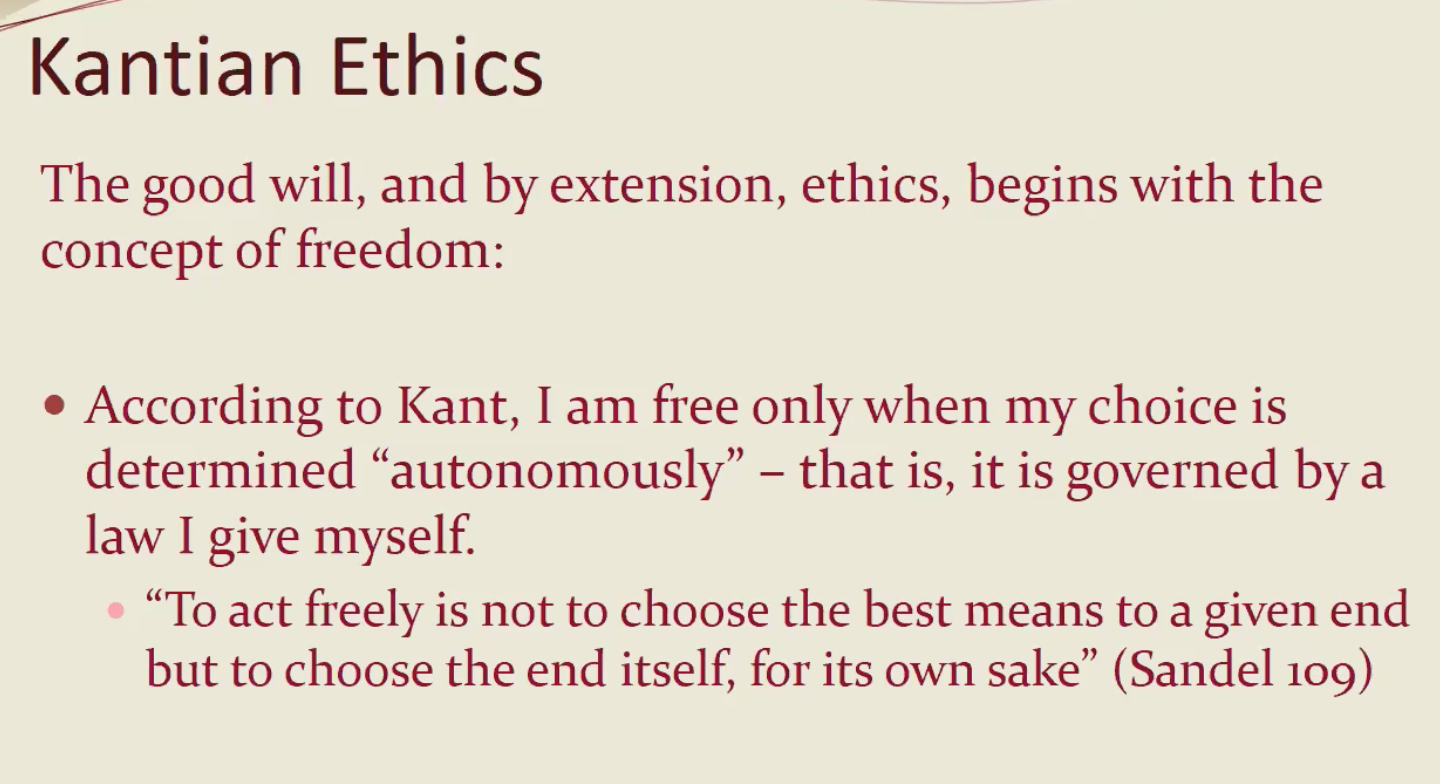 Kantian Ethics
The good will, and by extension, ethics, begins with the
concept of freedom:
• According to Kant, I am free only when my choice is
determined “autonomously” – that is, it is governed by a
law I give myself.
• “To act freely is not to choose the best means to a given end
but to choose the end itself, for its own sake” (Sandel 109)